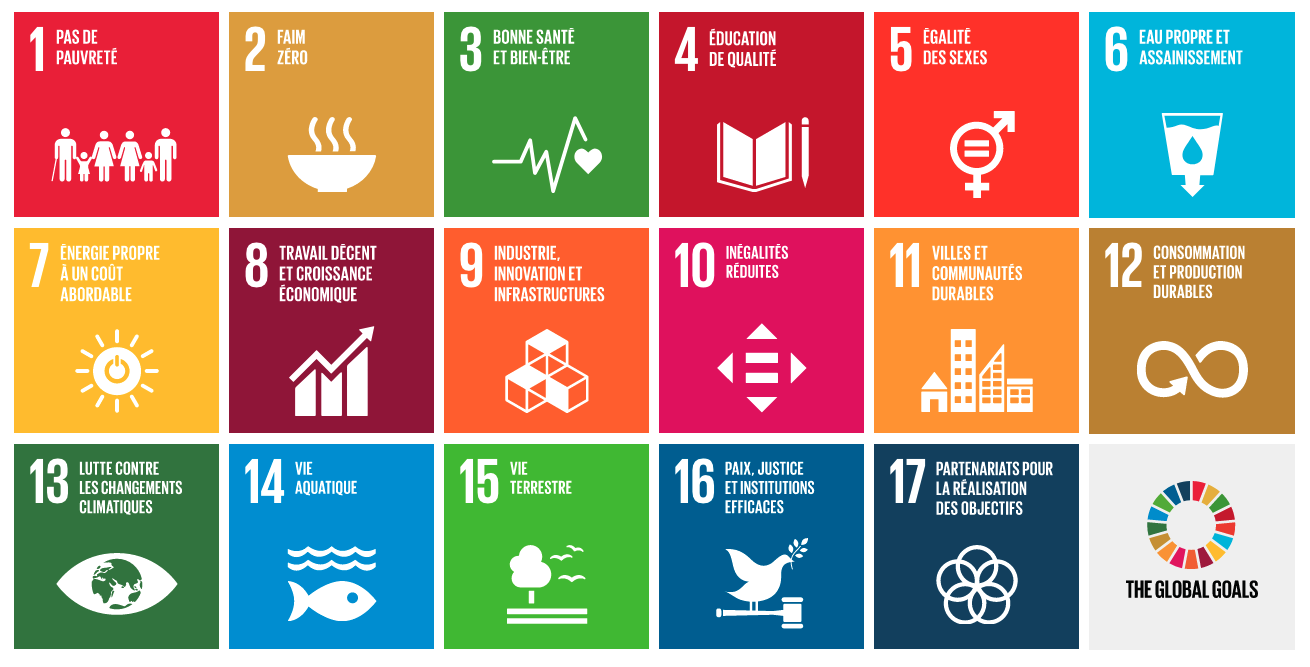 1 PAS DE
PAUVRETÉ
2 FAIM
ZÉRO
3 BONNE SANTÉ
ET BIEN-ÊTRE
4 ÉDUCATION
DE QUALITÉ
5 ÉGALITÉ
DES SEXES
6 EAU PROPRE ET
ASSAINISSEMENT
7 ÉNERGIE PROPRE
À UN COÛT
ABORDABLE
8 TRAVAIL DÉCENT
ET CROISSANCE
ÉCONOMIQUE
9 INDUSTRIE,
INNOVATION ET
INFRASTRUCTURES
10 INÉGALITÉS
RÉDUITES
11 VILLES ET
COMMUNAUTÉS
DURABLES
12 CONSOMMATION
ET PRODUCTION
DURABLES
13 LUTTE CONTRE
LES CHANGEMENTS
CLIMATIQUES
14 VIE
AQUATIQUE
15 VIE
TERRESTRE
16 PAIX, JUSTICE
ET INSTITUTIONS
EFFICACES
17 PARTENARIATS POUR
LA RÉALISATION
DES OBJECTIFS
THE GLOBAL GOALS